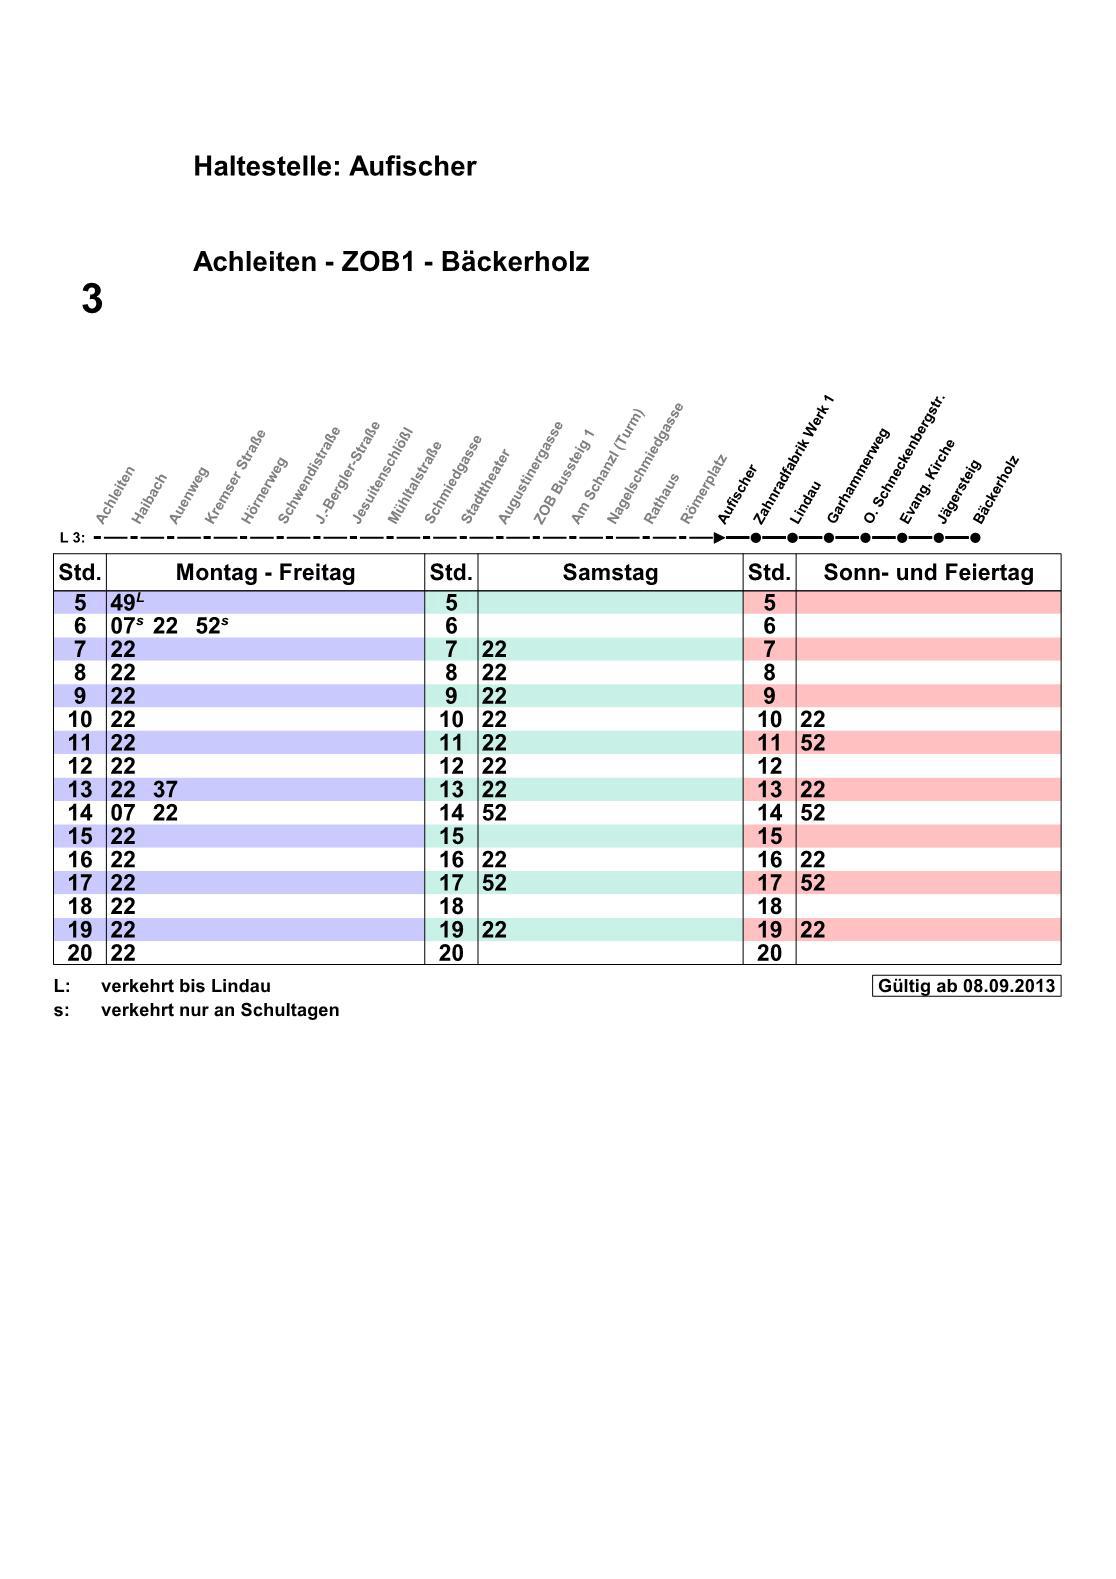 Haltestelle: Aufischer
Achleiten - ZOB1 - Bäckerholz
3
Achleiten
Haibach
Auenweg
Kremser Straße
Hörnerweg
Schwendistraße
J.-Bergler-Straße
Jesuitenschlößl
Mühltalstraße
Schmiedgasse
Stadttheater
Augustinergasse
ZOB Bussteig 1
Am Schanzl (Turm)
Nagelschmiedgasse
Rathaus
Römerplatz
Aufischer
Zahnradfabrik Werk 1
Lindau
Garhammerweg
O. Schneckenbergstr.
Evang. Kirche
Jägersteig
Bäckerholz
L 3:
Std. Montag - Freitag Std. Samstag Std. Sonn- und Feiertag
5 49L 5 5
6 07s 22 52s 6 6
7 22 7 22 7
8 22 8 22 8
9 22 9 22 9
10 22 10 22 10 22
11 22 11 22 11 52
12 22 12 22 12
13 22 37 13 22 13 22
14 07 22 14 52 14 52
15 22 15 15
16 22 16 22 16 22
17 22 17 52 17 52
18 22 18 18
19 22 19 22 19 22
20 22 20 20
L: verkehrt bis Lindau Gültig ab 08.09.2013
s: verkehrt nur an Schultagen